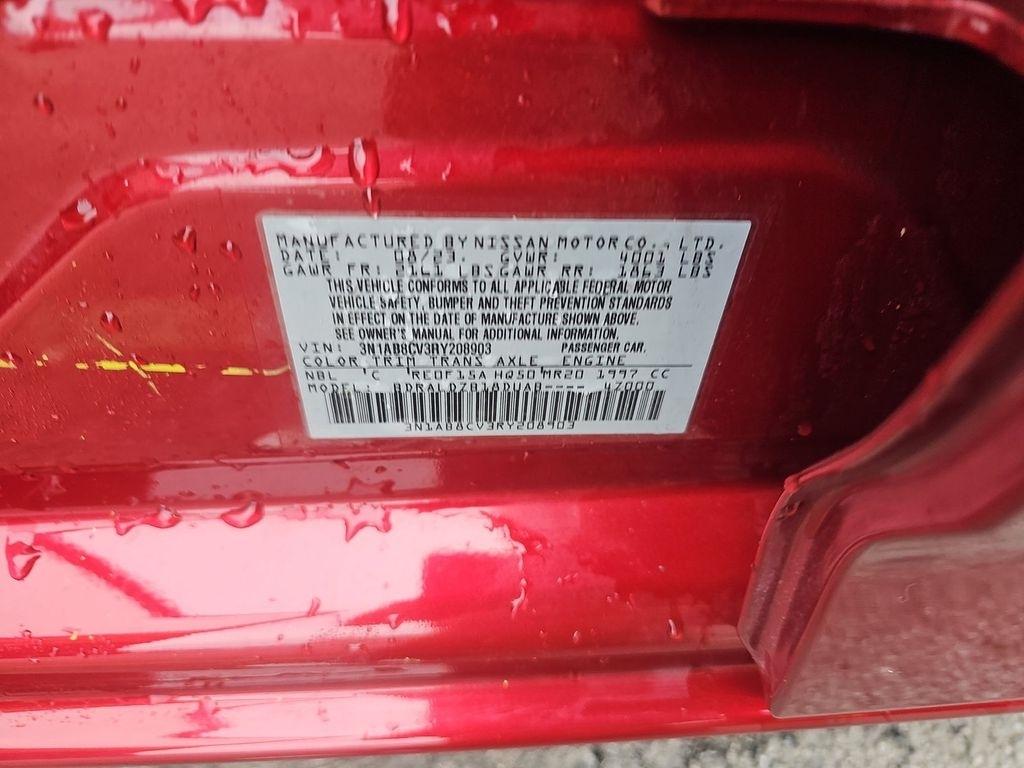 MANUFACTURED BY NISSAN MOTOR CO., LTD.
DATE: 08/23. GVWR: 4001 LBS
GAWR FR: 2161 LBS GAWR RR: 1863 LBS
THIS VEHICLE CONFORMS TO ALL APPLICABLE FEDERAL MOTOR
VEHICLE SAFETY, BUMPER AND THEFT PREVENTION STANDARDS
IN EFFECT ON THE DATE OF MANUFACTURE SHOWN ABOVE.
SEE OWNER'S MANUAL FOR ADDITIONAL INFORMATION.
VIN: 3N1AB8CV3RY208903 PASSENGER CAR.
COLOR TRIM TRANS AXLE ENGINE
NBL 'C 'RE0F15A HQ50 MR20 1997 CC
MODEL: BDRALDZB18DUAB---- 47000
3N1AB8CV3RY208903